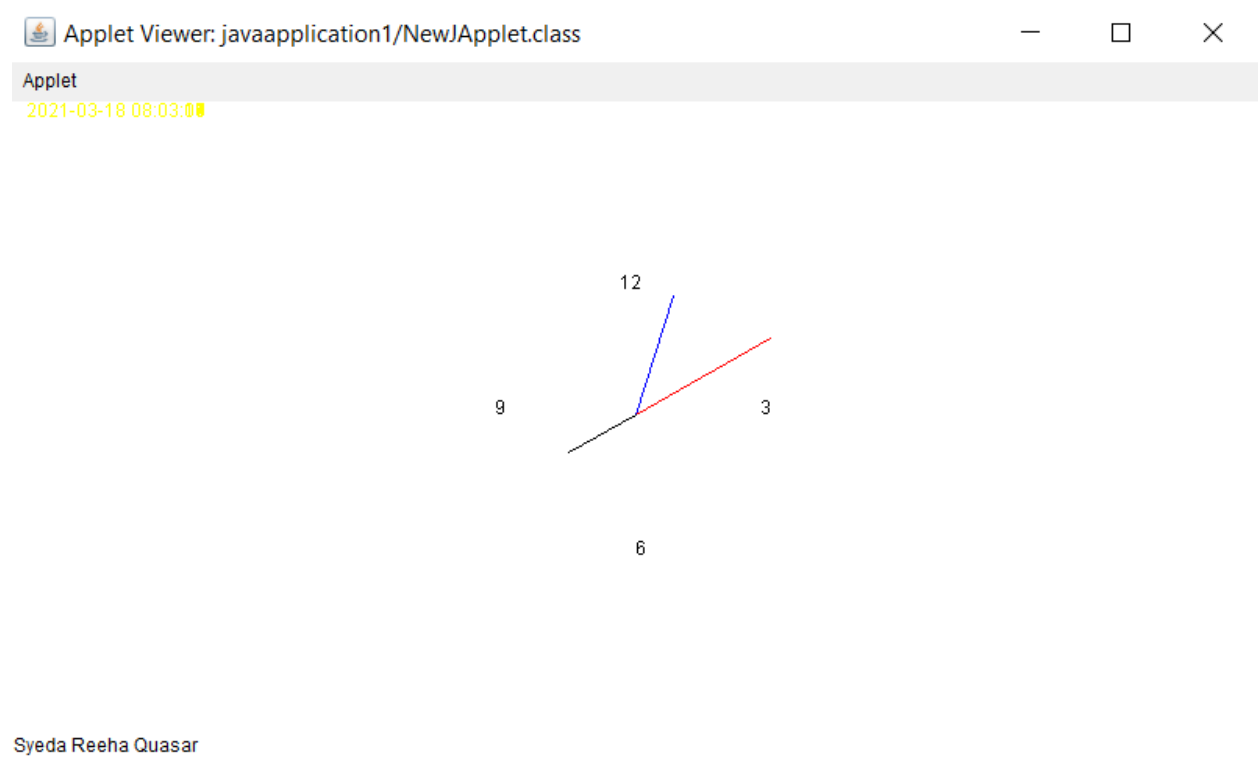 Applet Viewer: javaapplication1/NewJApplet.class
Applet
2021-03-18 08:03:
12
9
3
6
Syeda Reeha Quasar